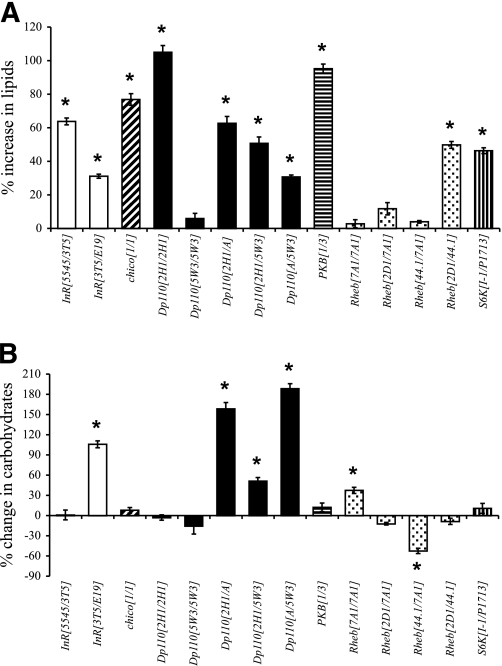 A
% increase in lipids
120
100
80
60
40
20
0
* * * * * * * * * *
InR[5545/3T5]
InR[3T5/E19]
chico[1/1]
Dp110[2H1/2H1]
Dp110[5W3/5W3]
Dp110[2H1/A]
Dp110[2H1/5W3]
Dp110[A/5W3]
PKB[1/3]
Rheb[7A1/7A1]
Rheb[2D1/7A1]
Rheb[44.1/7A1]
Rheb[2D1/44.1]
S6K[l-1/P1713]
B
% change in carbohydrates
210
180
150
120
90
60
30
0
-30
-60
-90
* * * * * *
InR[5545/3T5]
InR[3T5/E19]
chico[1/1]
Dp110[2H1/2H1]
Dp110[5W3/5W3]
Dp110[2H1/A]
Dp110[2H1/5W3]
Dp110[A/5W3]
PKB[1/3]
Rheb[7A1/7A1]
Rheb[2D1/7A1]
Rheb[44.1/7A1]
Rheb[2D1/44.1]
S6K[l-1/P1713]